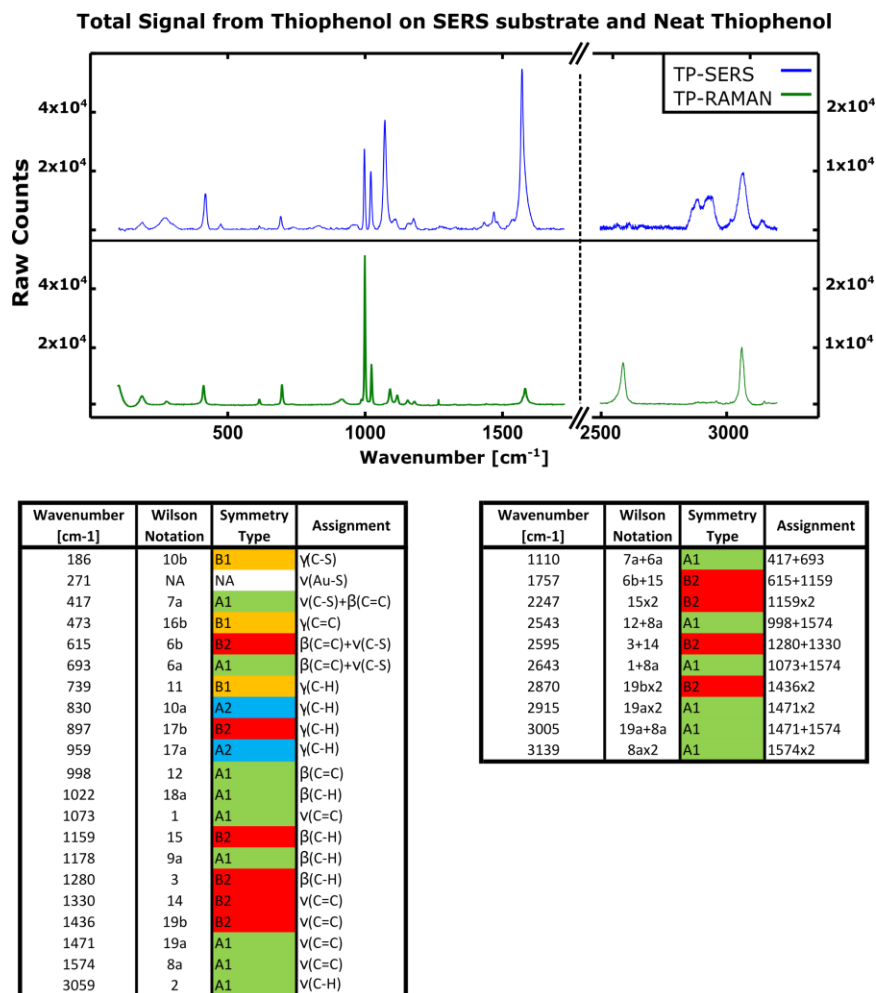 Total Signal from Thiophenol on SERS substrate and Neat Thiophenol
TP-SERS
TP-RAMAN
4x10⁴
2x10⁴
2x10⁴
1x10⁴
4x10⁴
2x10⁴
2x10⁴
1x10⁴
Raw Counts
500 1000 1500 2500 3000
Wavenumber [cm⁻¹]
Wavenumber [cm-1] Wilson Notation Symmetry Type Assignment
186 10b B1 γ(C-S)
271 NA NA ν(Au-S)
417 7a A1 ν(C-S)+β(C=C)
473 16b B1 γ(C=C)
615 6b B2 β(C=C)+ν(C-S)
693 6a A1 β(C=C)+ν(C-S)
739 11 B1 γ(C-H)
830 10a A2 γ(C-H)
897 17b B2 γ(C-H)
959 17a A2 γ(C-H)
998 12 A1 β(C=C)
1022 18a A1 β(C-H)
1073 1 A1 ν(C=C)
1159 15 B2 β(C-H)
1178 9a A1 β(C-H)
1280 3 B2 β(C-H)
1330 14 B2 ν(C=C)
1436 19b B2 ν(C=C)
1471 19a A1 ν(C=C)
1574 8a A1 ν(C=C)
3059 2 A1 ν(C-H)
Wavenumber [cm-1] Wilson Notation Symmetry Type Assignment
1110 7a+6a A1 417+693
1757 6b+15 B2 615+1159
2247 15x2 B2 1159x2
2543 12+8a A1 998+1574
2595 3+14 B2 1280+1330
2643 1+8a A1 1073+1574
2870 19bx2 B2 1436x2
2915 19ax2 A1 1471x2
3005 19a+8a A1 1471+1574
3139 8ax2 A1 1574x2